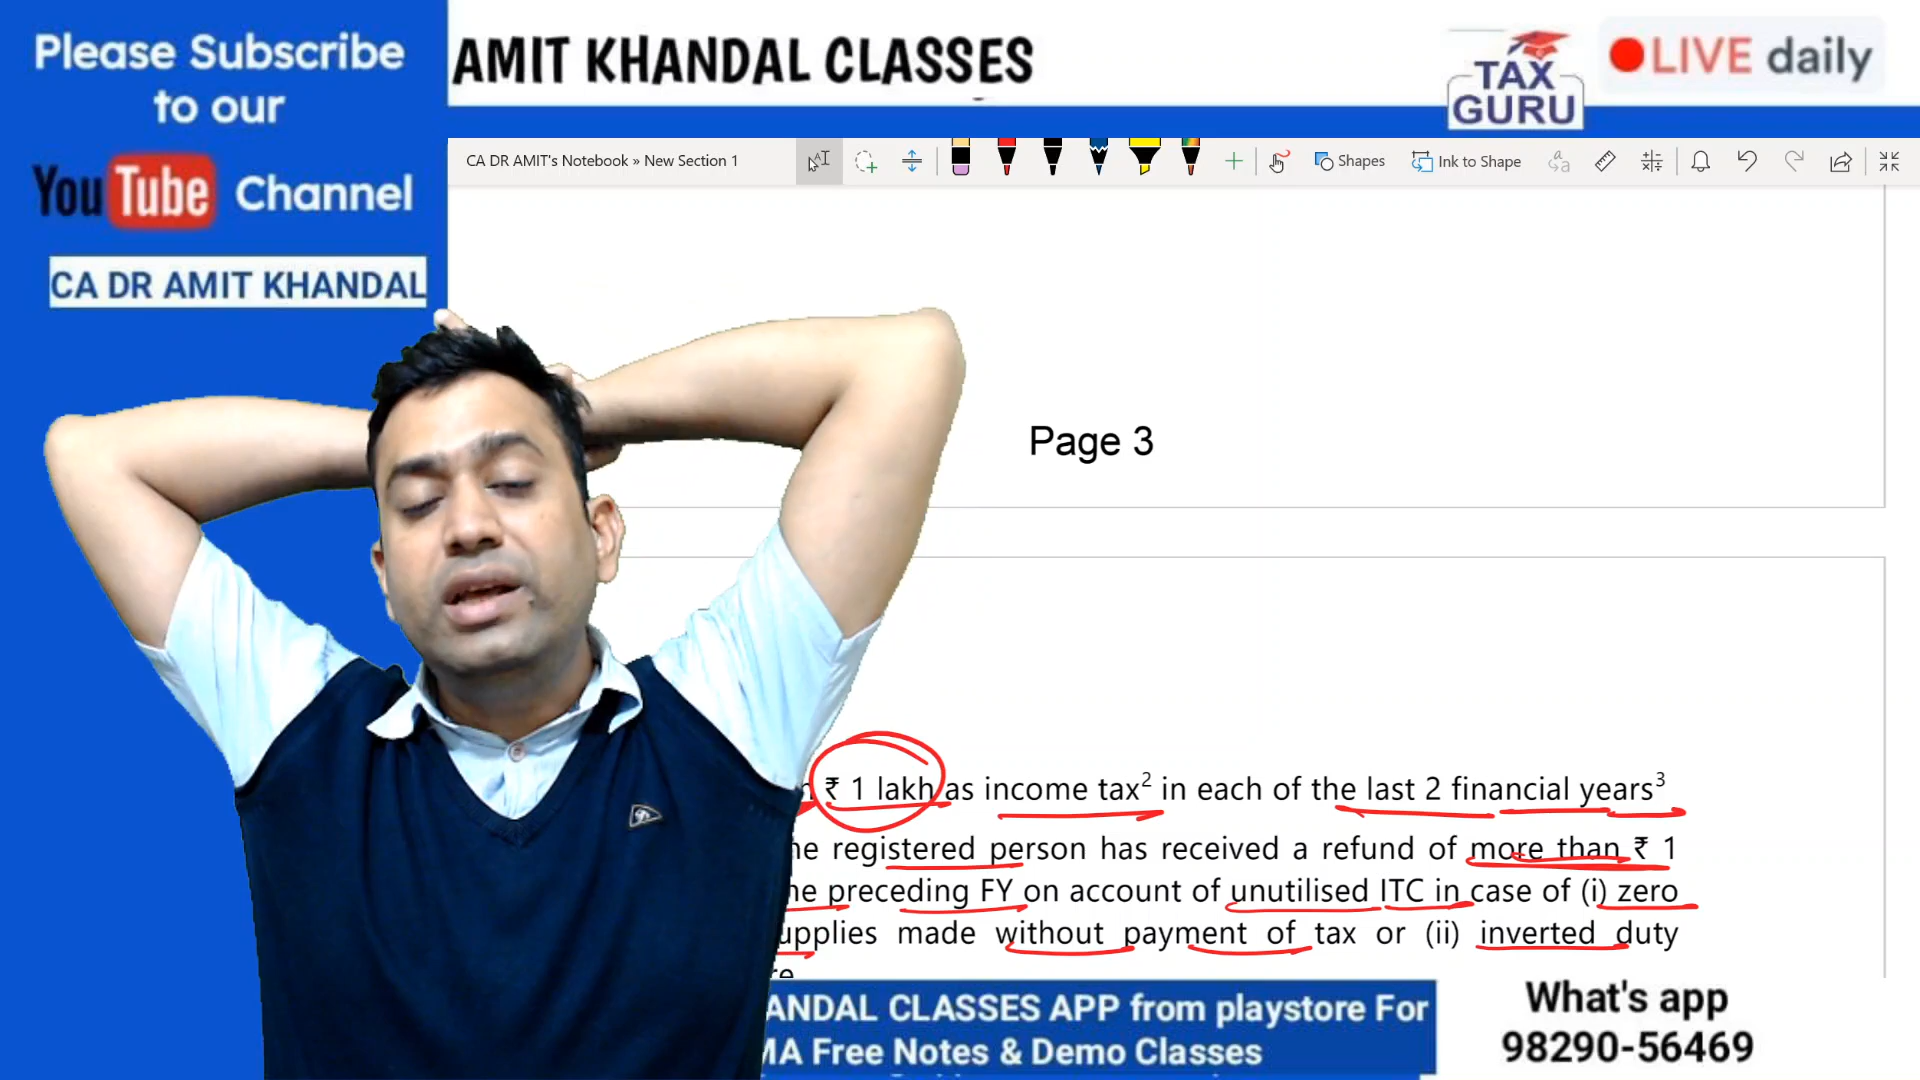 Please Subscribe
to our
YouTube Channel
CA DR AMIT KHANDAL
AMIT KHANDAL CLASSES
TAX
GURU
LIVE daily
CA DR AMIT's Notebook » New Section 1
Shapes
Ink to Shape
Page 3
₹ 1 lakh as income tax² in each of the last 2 financial years³
registered person has received a refund of more than ₹ 1
preceding FY on account of unutilised ITC in case of (i) zero
made without payment of tax or (ii) inverted duty
CLASSES APP from playstore For
Free Notes & Demo Classes
What's app
98290-56469